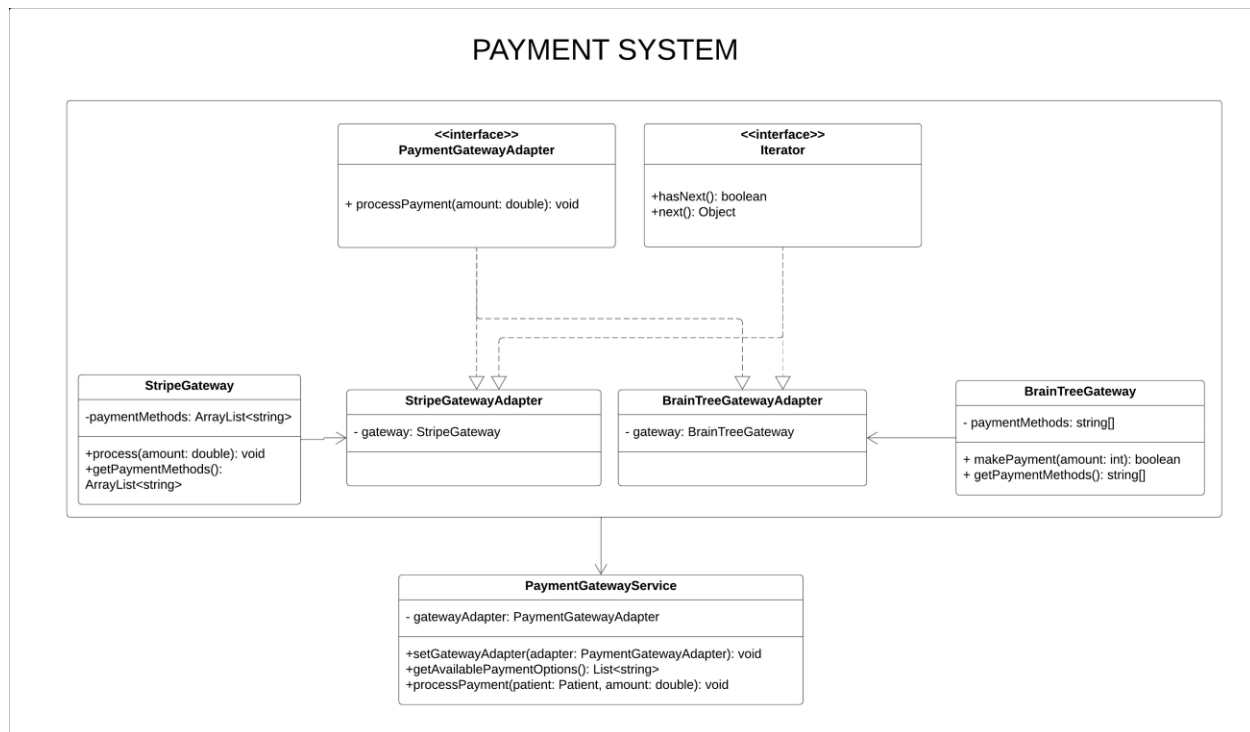 PAYMENT SYSTEM
<<interface>>
PaymentGatewayAdapter
+ processPayment(amount: double): void
<<interface>>
Iterator
+hasNext(): boolean
+next(): Object
StripeGateway
-paymentMethods: ArrayList<string>
+process(amount: double): void
+getPaymentMethods():
ArrayList<string>
StripeGatewayAdapter
- gateway: StripeGateway
BrainTreeGatewayAdapter
- gateway: BrainTreeGateway
BrainTreeGateway
- paymentMethods: string[]
+ makePayment(amount: int): boolean
+ getPaymentMethods(): string[]
PaymentGatewayService
- gatewayAdapter: PaymentGatewayAdapter
+setGatewayAdapter(adapter: PaymentGatewayAdapter): void
+getAvailablePaymentOptions(): List<string>
+processPayment(patient: Patient, amount: double): void